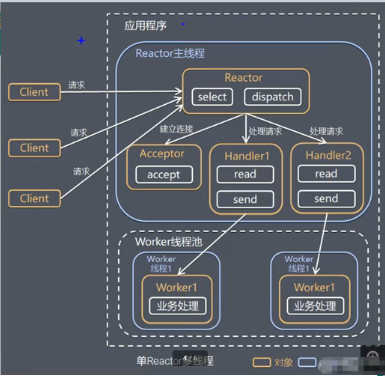 应用程序
Reactor主线程
Reactor
select
dispatch
Client
请求
Client
请求
Client
请求
建立连接
处理请求
处理请求
Acceptor
accept
Handler1
read
send
Handler2
read
send
Worker线程池
Worker
线程1
Worker1
业务处理
Worker
线程1
Worker1
业务处理
单Reactor多线程
对象